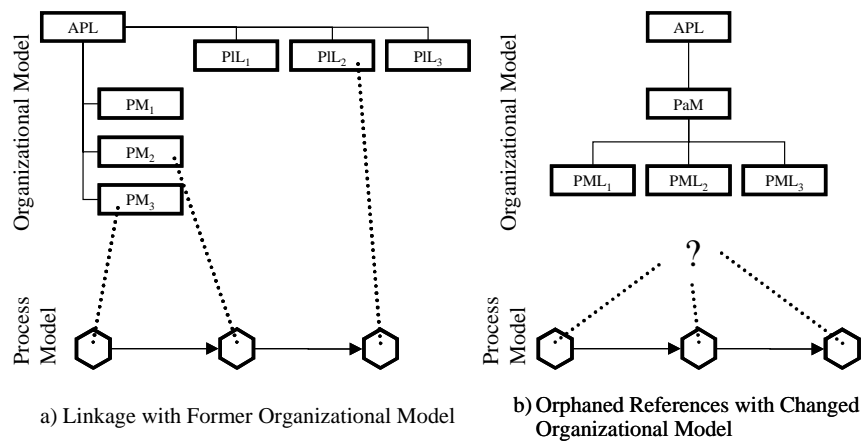 Organizational Model
APL
PlL₁
PlL₂
PlL₃
PM₁
PM₂
PM₃
Process
Model
a) Linkage with Former Organizational Model
Organizational Model
APL
PaM
PML₁
PML₂
PML₃
?
Process
Model
b) Orphaned References with Changed
Organizational Model